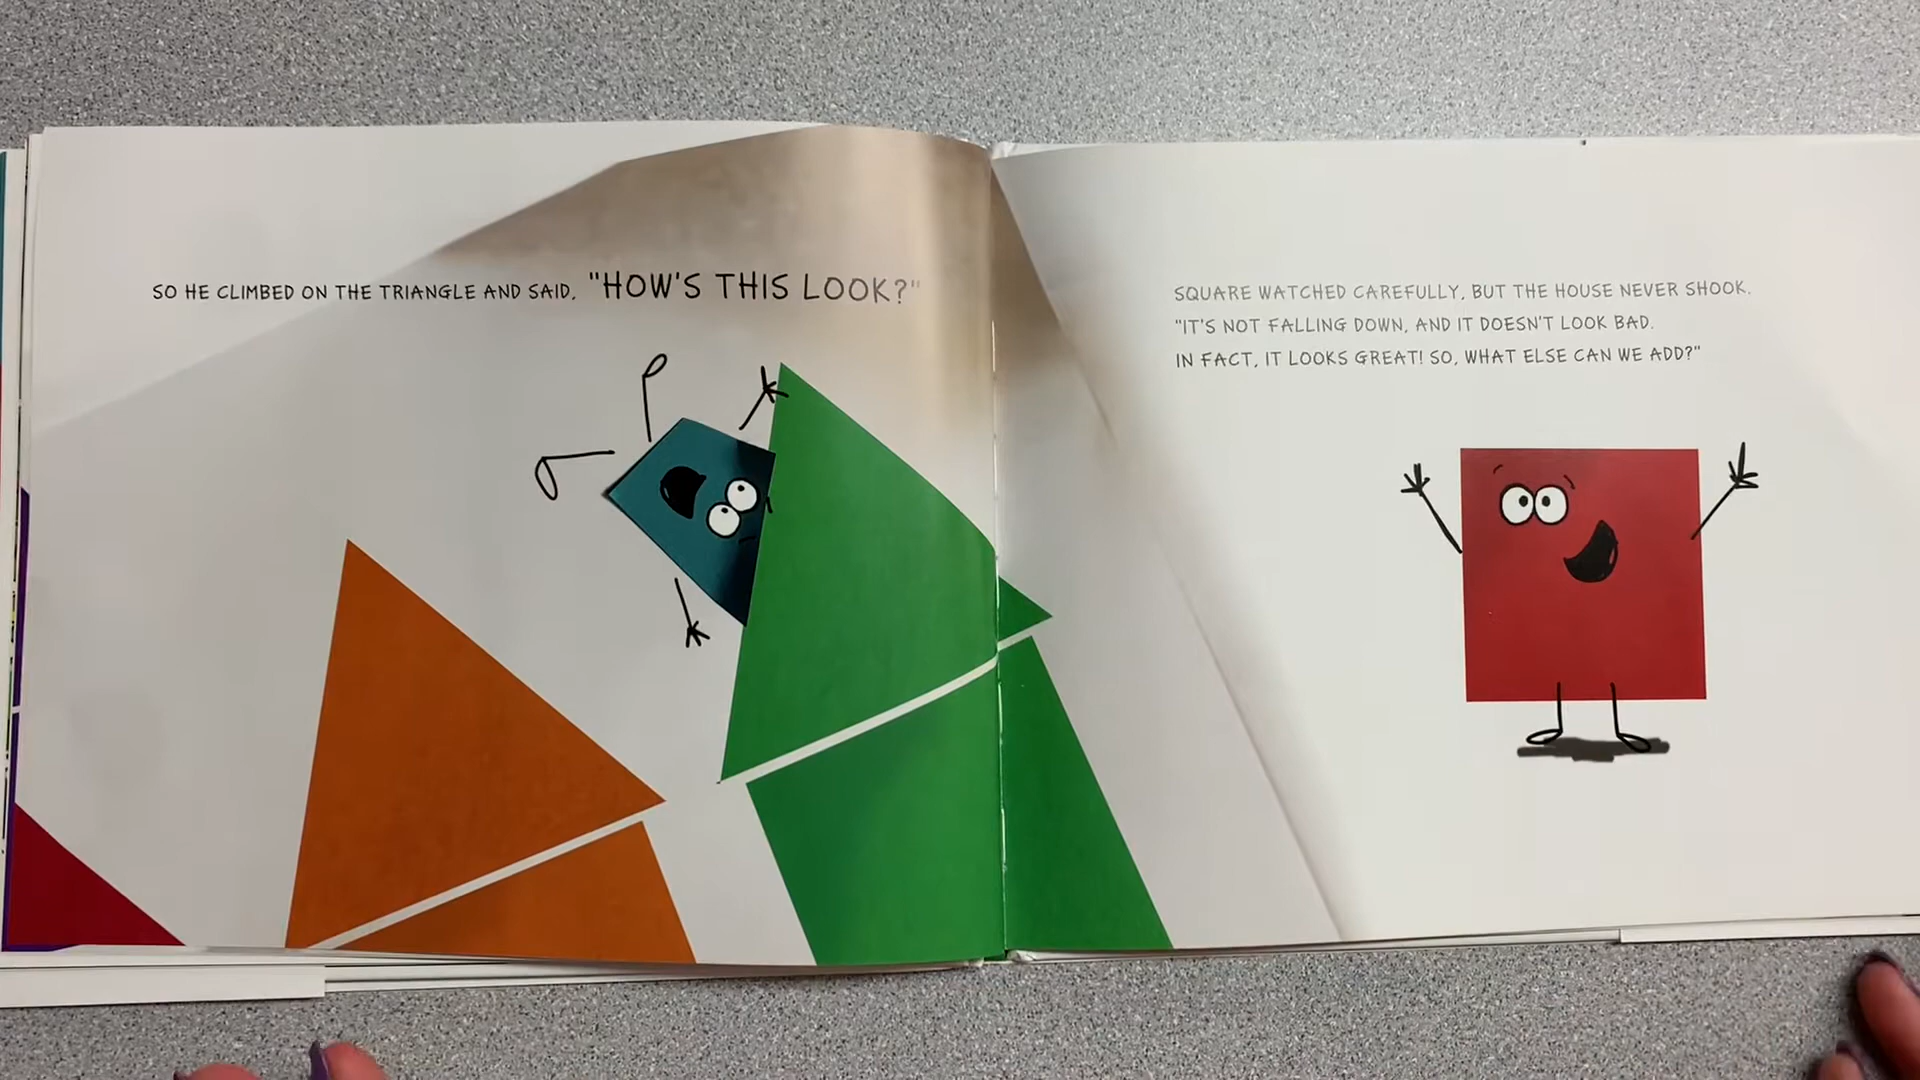 SO HE CLIMBED ON THE TRIANGLE AND SAID, "HOW'S THIS LOOK?"
SQUARE WATCHED CAREFULLY, BUT THE HOUSE NEVER SHOOK.
"IT'S NOT FALLING DOWN, AND IT DOESN'T LOOK BAD.
IN FACT, IT LOOKS GREAT! SO, WHAT ELSE CAN WE ADD?"